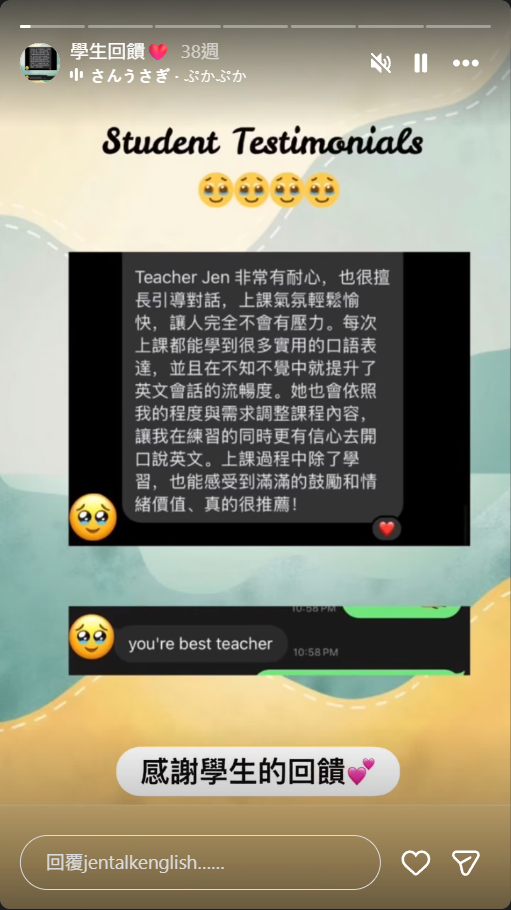 學生回饋❤️ 38週
さんうさぎ · ぷかぷか
Student Testimonials
🥹🥹🥹🥹
Teacher Jen 非常有耐心，也很擅
長引導對話，上課氣氛輕鬆愉
快，讓人完全不會有壓力。每次
上課都能學到很多實用的口語表
達，並且在不知不覺中就提升了
英文會話的流暢度。她也會依照
我的程度與需求調整課程內容，
讓我在練習的同時更有信心去開
口說英文。上課過程中除了學
習，也能感受到滿滿的鼓勵和情
緒價值、真的很推薦！
10:58 PM
you're best teacher
10:58 PM
感謝學生的回饋💕
回覆jentalkenglish......